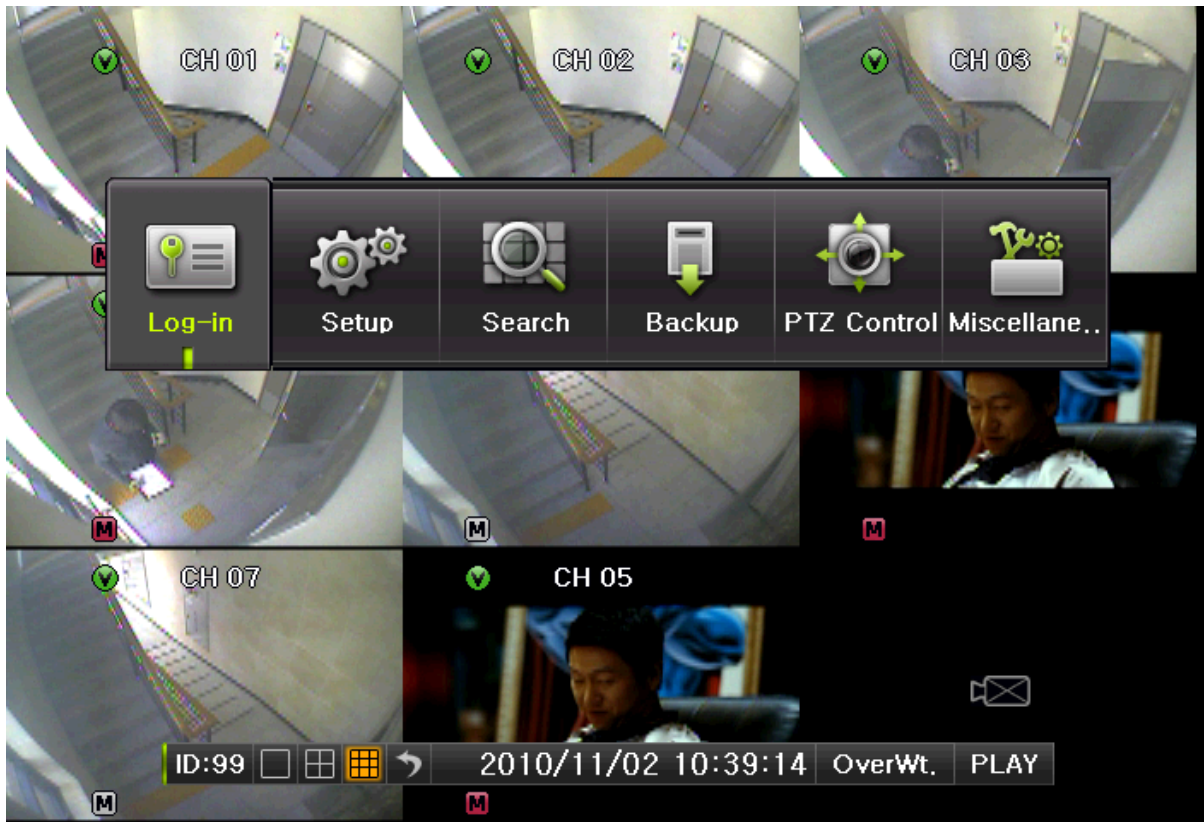 CH 01
CH 02
CH 03
Log-in
Setup
Search
Backup
PTZ Control
Miscellane..
M
M
M
M
CH 07
CH 05
ID:99
2010/11/02 10:39:14
OverWt.
PLAY
M
M